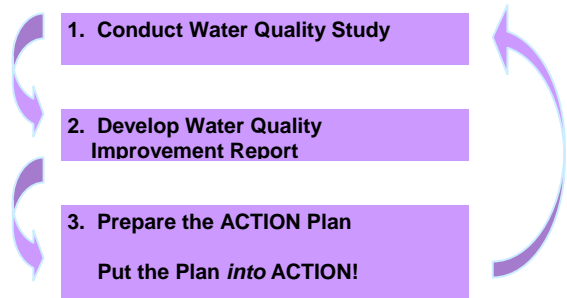 1. Conduct Water Quality Study
2. Develop Water Quality
Improvement Report
3. Prepare the ACTION Plan
Put the Plan into ACTION!